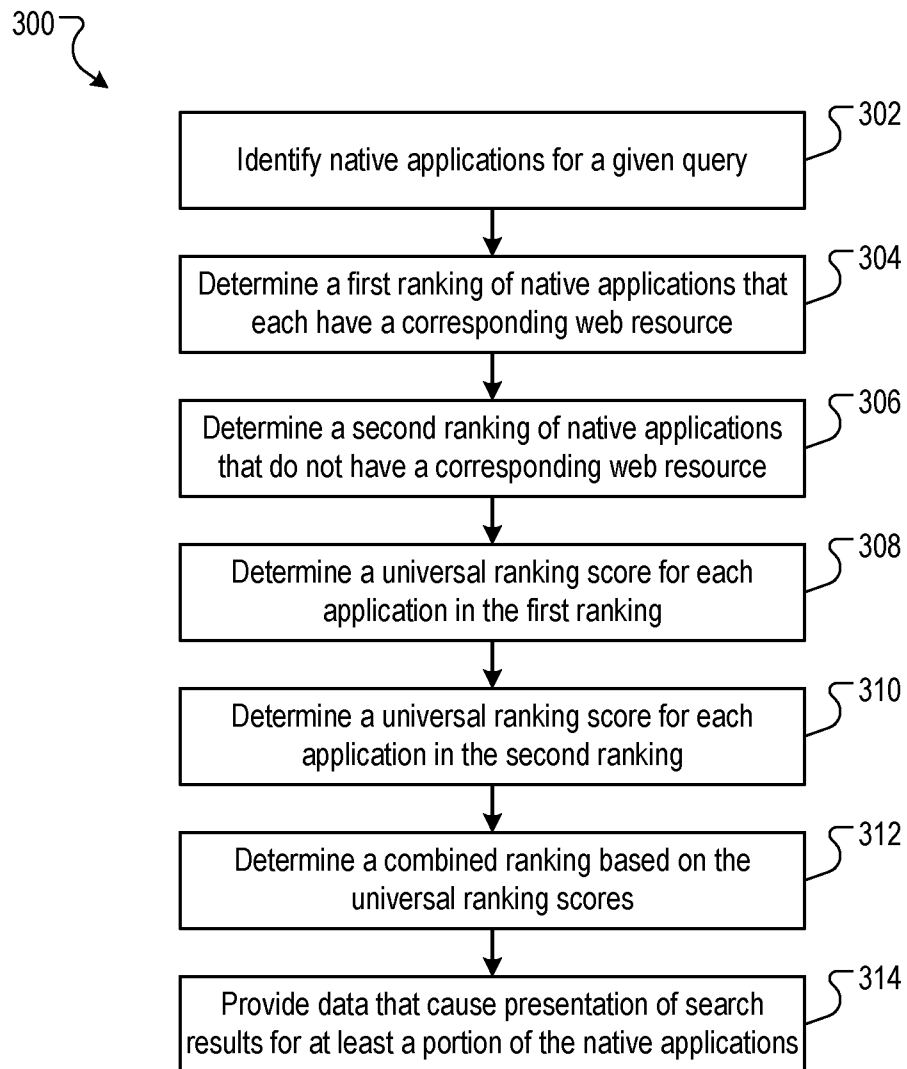 300
302
Identify native applications for a given query
304
Determine a first ranking of native applications that
each have a corresponding web resource
306
Determine a second ranking of native applications
that do not have a corresponding web resource
308
Determine a universal ranking score for each
application in the first ranking
310
Determine a universal ranking score for each
application in the second ranking
312
Determine a combined ranking based on the
universal ranking scores
314
Provide data that cause presentation of search
results for at least a portion of the native applications